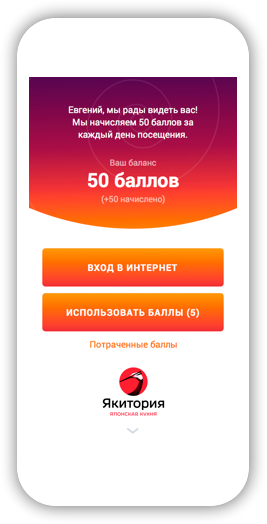 Евгений, мы рады видеть вас!
Мы начисляем 50 баллов за
каждый день посещения.
Ваш баланс
50 баллов
(+50 начислено)
ВХОД В ИНТЕРНЕТ
ИСПОЛЬЗОВАТЬ БАЛЛЫ (5)
Потраченные баллы
Якитория
ЯПОНСКАЯ КУХНЯ